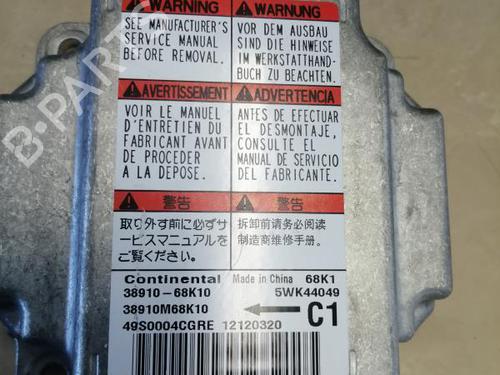 WARNING
SEE MANUFACTURER'S
SERVICE MANUAL
BEFORE REMOVAL.
WARNUNG
VOR DEM AUSBAU
SIND DIE HINWEISE
IM WERKSTATTHAND-
BUCH ZU BEACHTEN.
AVERTISSEMENT
VOIR LE MANUEL
D'ENTRETIEN DU
FABRICANT AVANT
DE PROCEDER
A LA DEPOSE.
ADVERTENCIA
ANTES DE EFECTUAR
EL DESMONTAJE,
CONSULTE EL
MANUAL DE SERVICIO
DEL FABRICANTE.
警告
取り外す前に必ずサ
ービスマニュアルを
ご覧ください。
警告
拆卸前请务必阅读
制造商维修手册.
Continental Made in China 68K1
38910-68K10 5WK44049
38910M68K10 C1
49S0004CGRE 12120320
B-PARTS